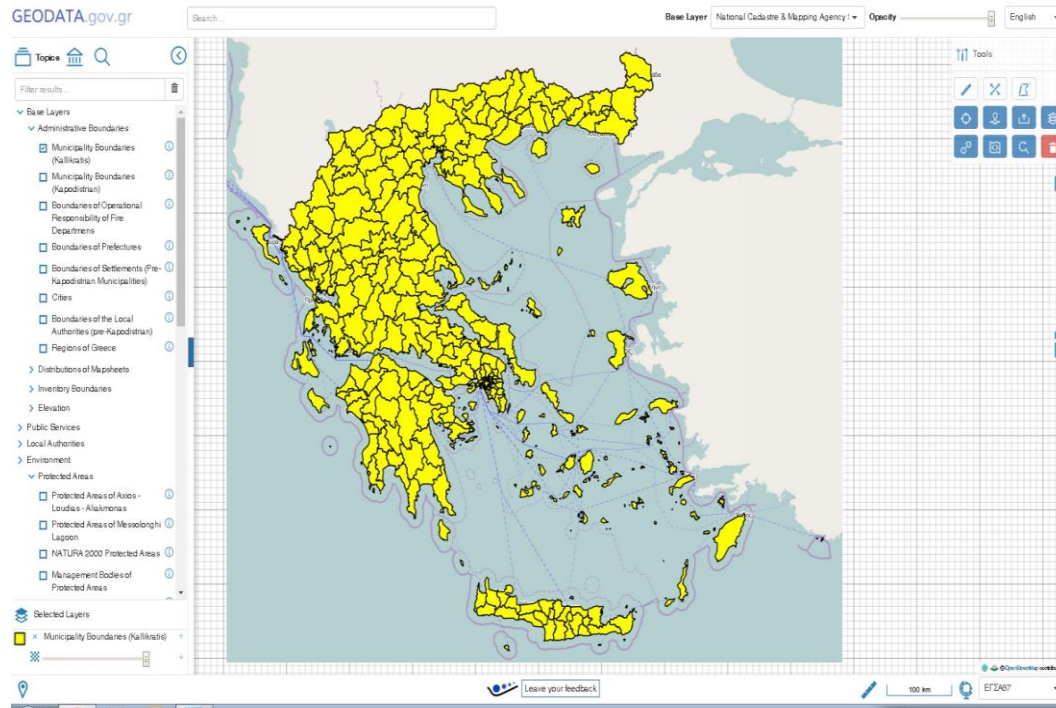 GEODATA.gov.gr
Search ...
Base Layer
National Cadastre & Mapping Agency
Opacity
English
Topics
Tools
Filter results ...
Base Layers
Administrative Boundaries
Municipality Boundaries
(Kallikratis)
Municipality Boundaries
(Kapodistrian)
Boundaries of Operational
Responsibility of Fire
Departmens
Boundaries of Prefectures
Boundaries of Settlements (Pre-
Kapodistrian Municipalities)
Cities
Boundaries of the Local
Authorities (pre-Kapodistrian)
Regions of Greece
Distributions of Mapsheets
Inventory Boundaries
Elevation
Public Services
Local Authorities
Environment
Protected Areas
Protected Areas of Axios -
Loudias - Aliakmonas
Protected Areas of Messolonghi
Lagoon
NATURA 2000 Protected Areas
Management Bodies of
Protected Areas
Selected Layers
Municipality Boundaries (Kallikratis)
© OpenStreetMap
Leave your feedback
100 km
ΕΓΣΑ87